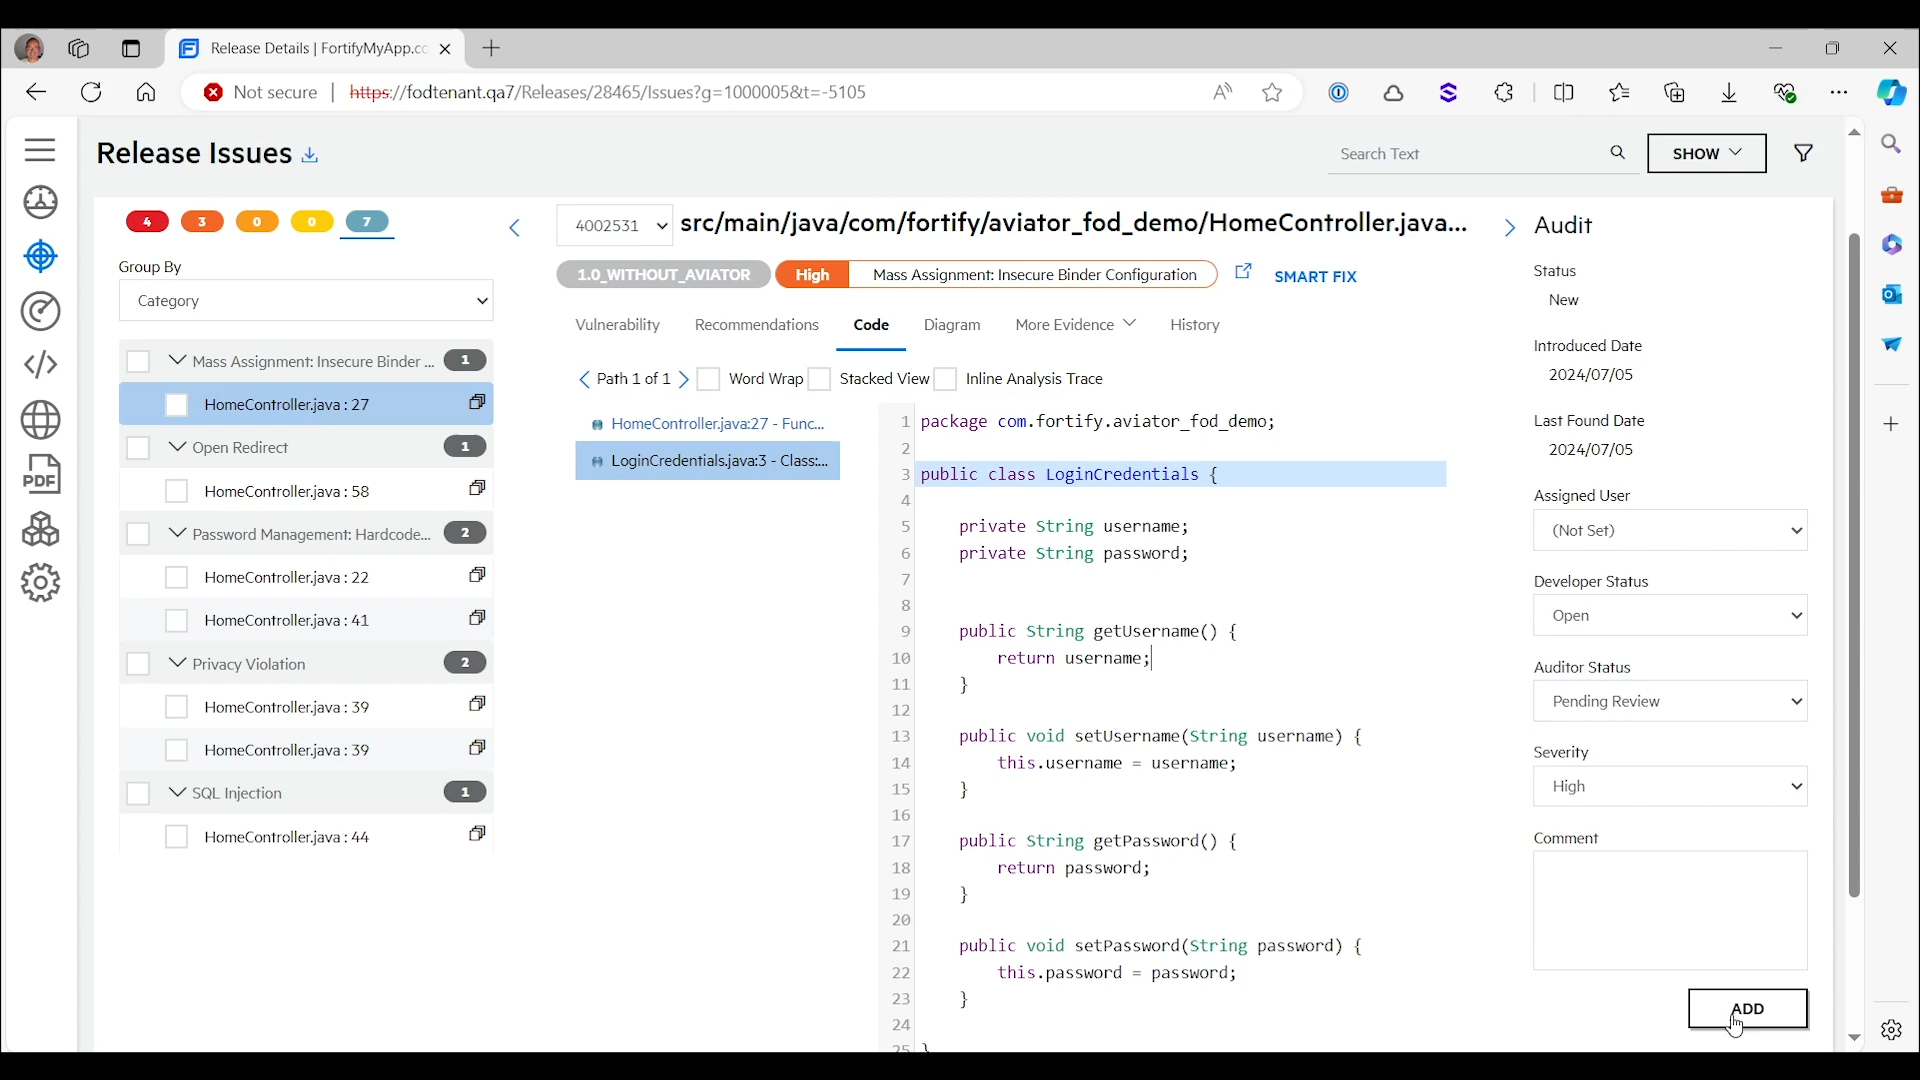 Release Details | FortifyMyApp.co
Not secure | https://fodtenant.qa7/Releases/28465/Issues?g=1000005&t=-5105
Release Issues
Search Text
SHOW
4 3 0 0 7
Group By
Category
Mass Assignment: Insecure Binder ... 1
HomeController.java : 27
Open Redirect 1
HomeController.java : 58
Password Management: Hardcode... 2
HomeController.java : 22
HomeController.java : 41
Privacy Violation 2
HomeController.java : 39
HomeController.java : 39
SQL Injection 1
HomeController.java : 44
PDF
4002531
src/main/java/com/fortify/aviator_fod_demo/HomeController.java...
1.0_WITHOUT_AVIATOR
High
Mass Assignment: Insecure Binder Configuration
SMART FIX
Vulnerability Recommendations Code Diagram More Evidence History
Path 1 of 1 Word Wrap Stacked View Inline Analysis Trace
HomeController.java:27 - Func...
LoginCredentials.java:3 - Class:...
1 package com.fortify.aviator_fod_demo;
2
3 public class LoginCredentials {
4
5 private String username;
6 private String password;
7
8
9 public String getUsername() {
10 return username;
11 }
12
13 public void setUsername(String username) {
14 this.username = username;
15 }
16
17 public String getPassword() {
18 return password;
19 }
20
21 public void setPassword(String password) {
22 this.password = password;
23 }
24
25 }
Audit
Status
New
Introduced Date
2024/07/05
Last Found Date
2024/07/05
Assigned User
(Not Set)
Developer Status
Open
Auditor Status
Pending Review
Severity
High
Comment
ADD